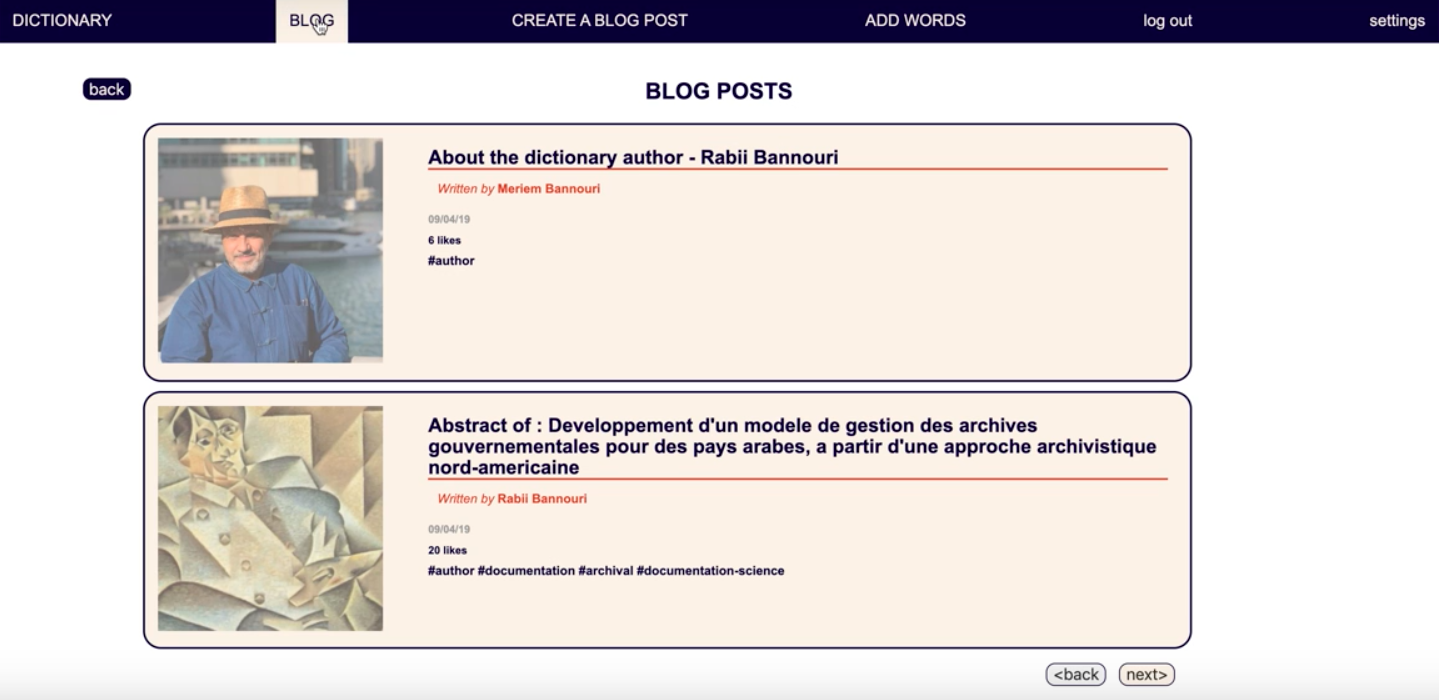 DICTIONARY BLOG CREATE A BLOG POST ADD WORDS log out settings
back
BLOG POSTS
About the dictionary author - Rabii Bannouri
Written by Meriem Bannouri
09/04/19
6 likes
#author
Abstract of : Developpement d'un modele de gestion des archives
gouvernementales pour des pays arabes, a partir d'une approche archivistique
nord-americaine
Written by Rabii Bannouri
09/04/19
20 likes
#author #documentation #archival #documentation-science
<back next>